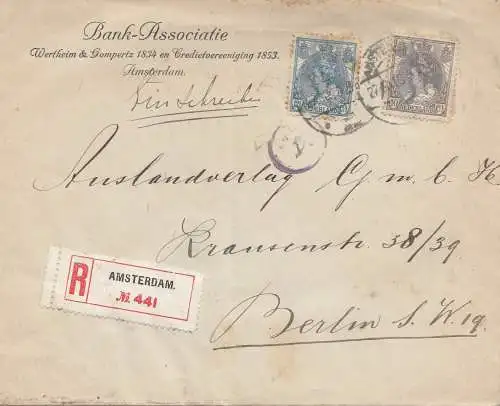 Bank-Associatie
Wertheim & Gompertz 1834 en Credietvereeniging 1853.
Amsterdam.
Einschreiben
Auslandverlag G. m. b. H
Krausenstr. 38/39
R AMSTERDAM.
№ 441
Berlin S. W. 19.